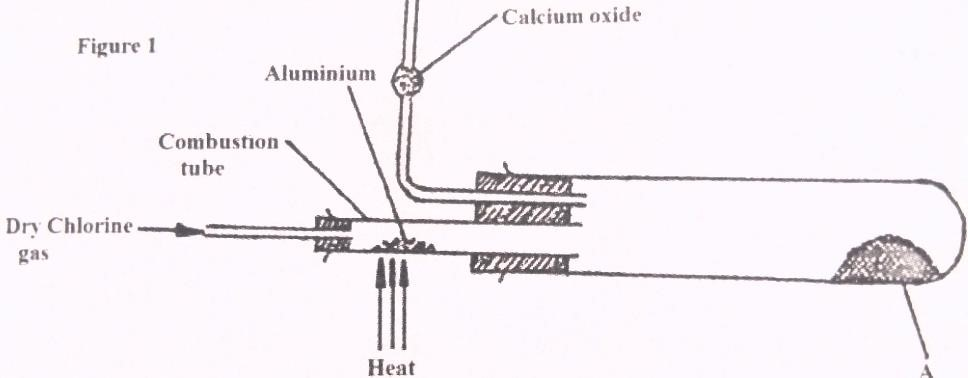 Calcium oxide
Figure 1
Aluminium
Combustion
tube
Dry Chlorine
gas
Heat
A